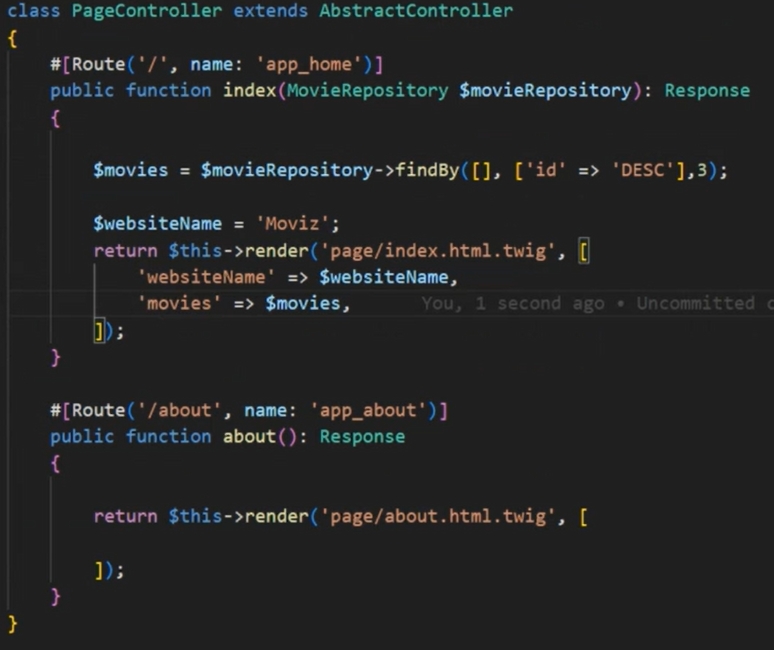 class PageController extends AbstractController
{
#[Route('/', name: 'app_home')]
public function index(MovieRepository $movieRepository): Response
{
$movies = $movieRepository->findBy([], ['id' => 'DESC'],3);
$websiteName = 'Moviz';
return $this->render('page/index.html.twig', [
'websiteName' => $websiteName,
'movies' => $movies, You, 1 second ago • Uncommitted
]);
}
#[Route('/about', name: 'app_about')]
public function about(): Response
{
return $this->render('page/about.html.twig', [
]);
}
}